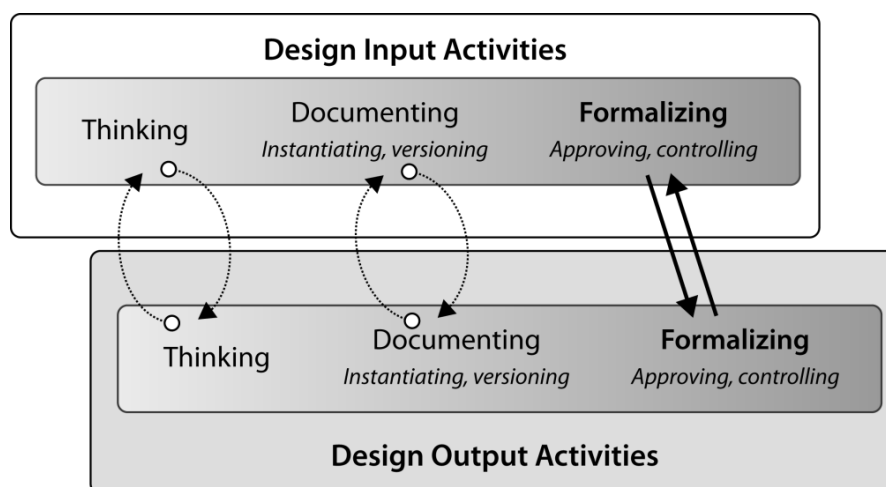 Design Input Activities
Thinking
Documenting
Formalizing
Instantiating, versioning
Approving, controlling
Thinking
Documenting
Formalizing
Instantiating, versioning
Approving, controlling
Design Output Activities